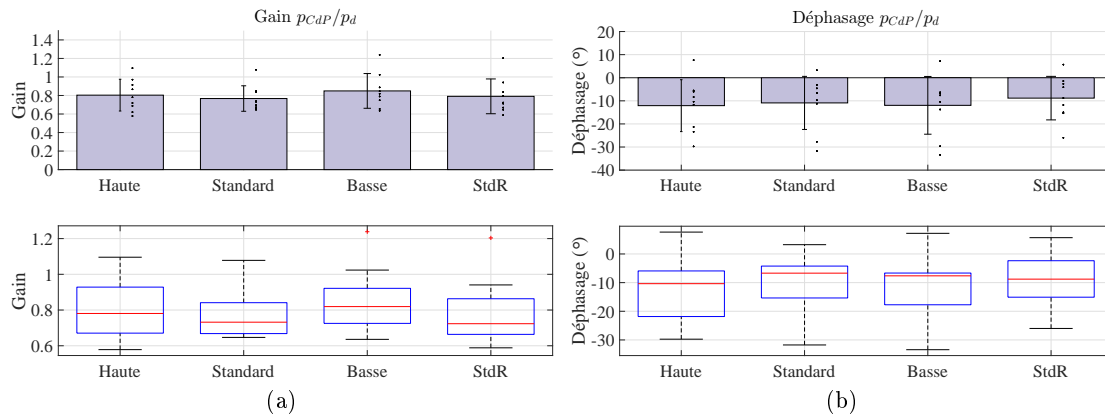 Gain p_CdP/p_d
Gain
1.4
1.2
1
0.8
0.6
0.4
0.2
0
Haute Standard Basse StdR
Déphasage p_CdP/p_d
Déphasage (°)
20
10
0
-10
-20
-30
-40
Haute Standard Basse StdR
Gain
1.2
1
0.8
0.6
Haute Standard Basse StdR
(a)
Déphasage (°)
0
-10
-20
-30
Haute Standard Basse StdR
(b)